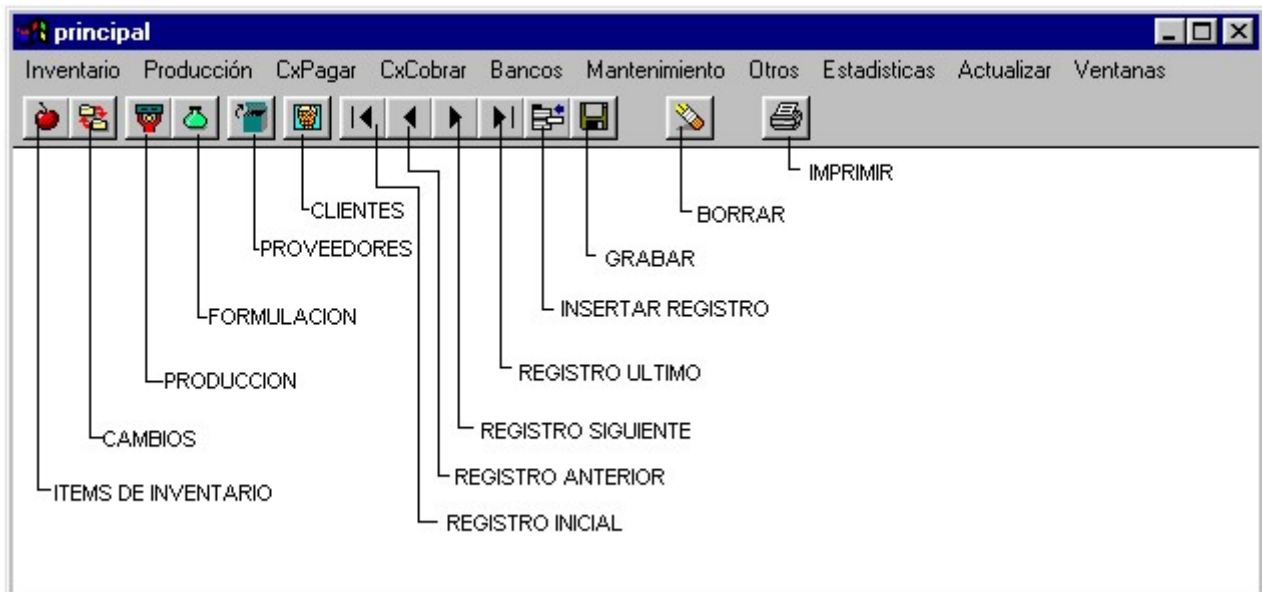 principal
Inventario Producción CxPagar CxCobrar Bancos Mantenimiento Otros Estadisticas Actualizar Ventanas
IMPRIMIR
CLIENTES
BORRAR
PROVEEDORES
GRABAR
INSERTAR REGISTRO
FORMULACION
REGISTRO ULTIMO
PRODUCCION
REGISTRO SIGUIENTE
CAMBIOS
REGISTRO ANTERIOR
ITEMS DE INVENTARIO
REGISTRO INICIAL